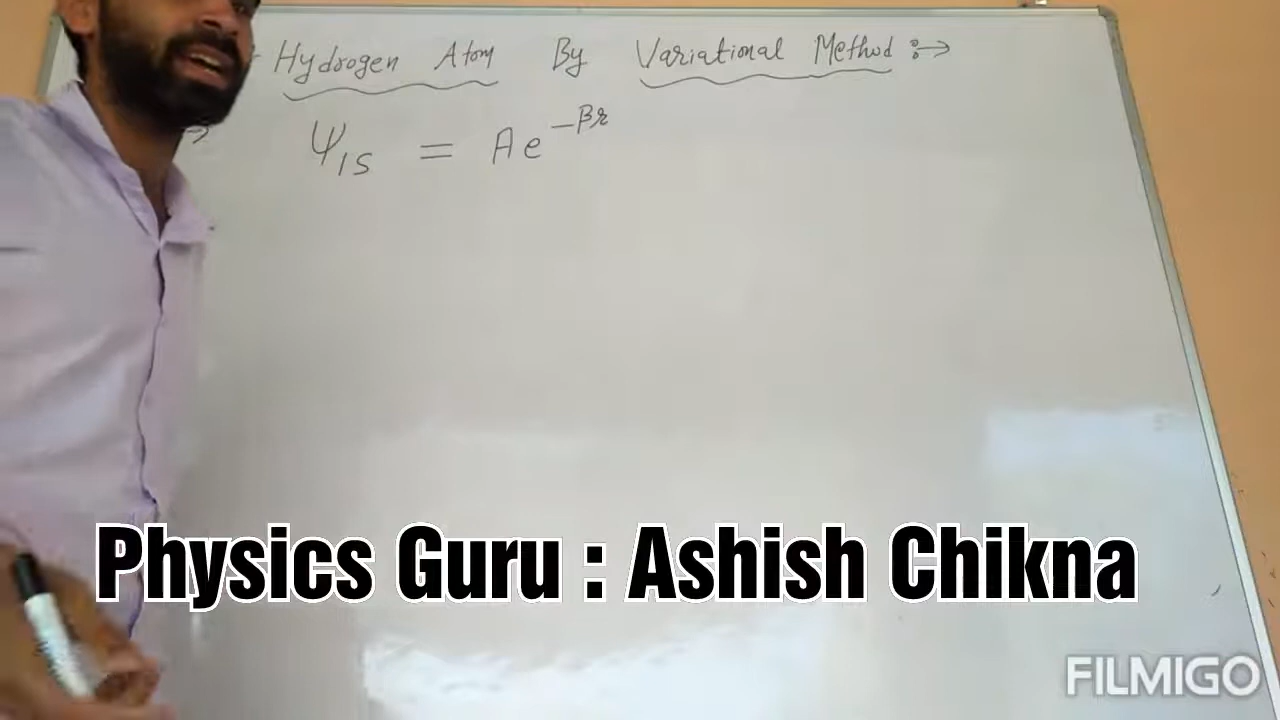 Hydrogen Atom By Variational Method :→
ψ₁ₛ = Ae^{-βr}
Physics Guru : Ashish Chikna
FILMIGO